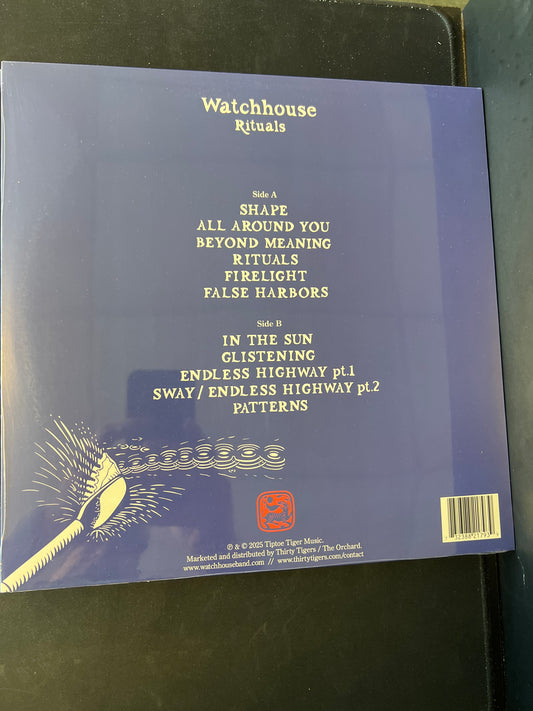 Watchhouse
Rituals
Side A
SHAPE
ALL AROUND YOU
BEYOND MEANING
RITUALS
FIRELIGHT
FALSE HARBORS
Side B
IN THE SUN
GLISTENING
ENDLESS HIGHWAY pt.1
SWAY / ENDLESS HIGHWAY pt.2
PATTERNS
℗ & © 2025 Tiptoe Tiger Music.
Marketed and distributed by Thirty Tigers / The Orchard.
www.watchhouseband.com // www.thirtytigers.com/contact